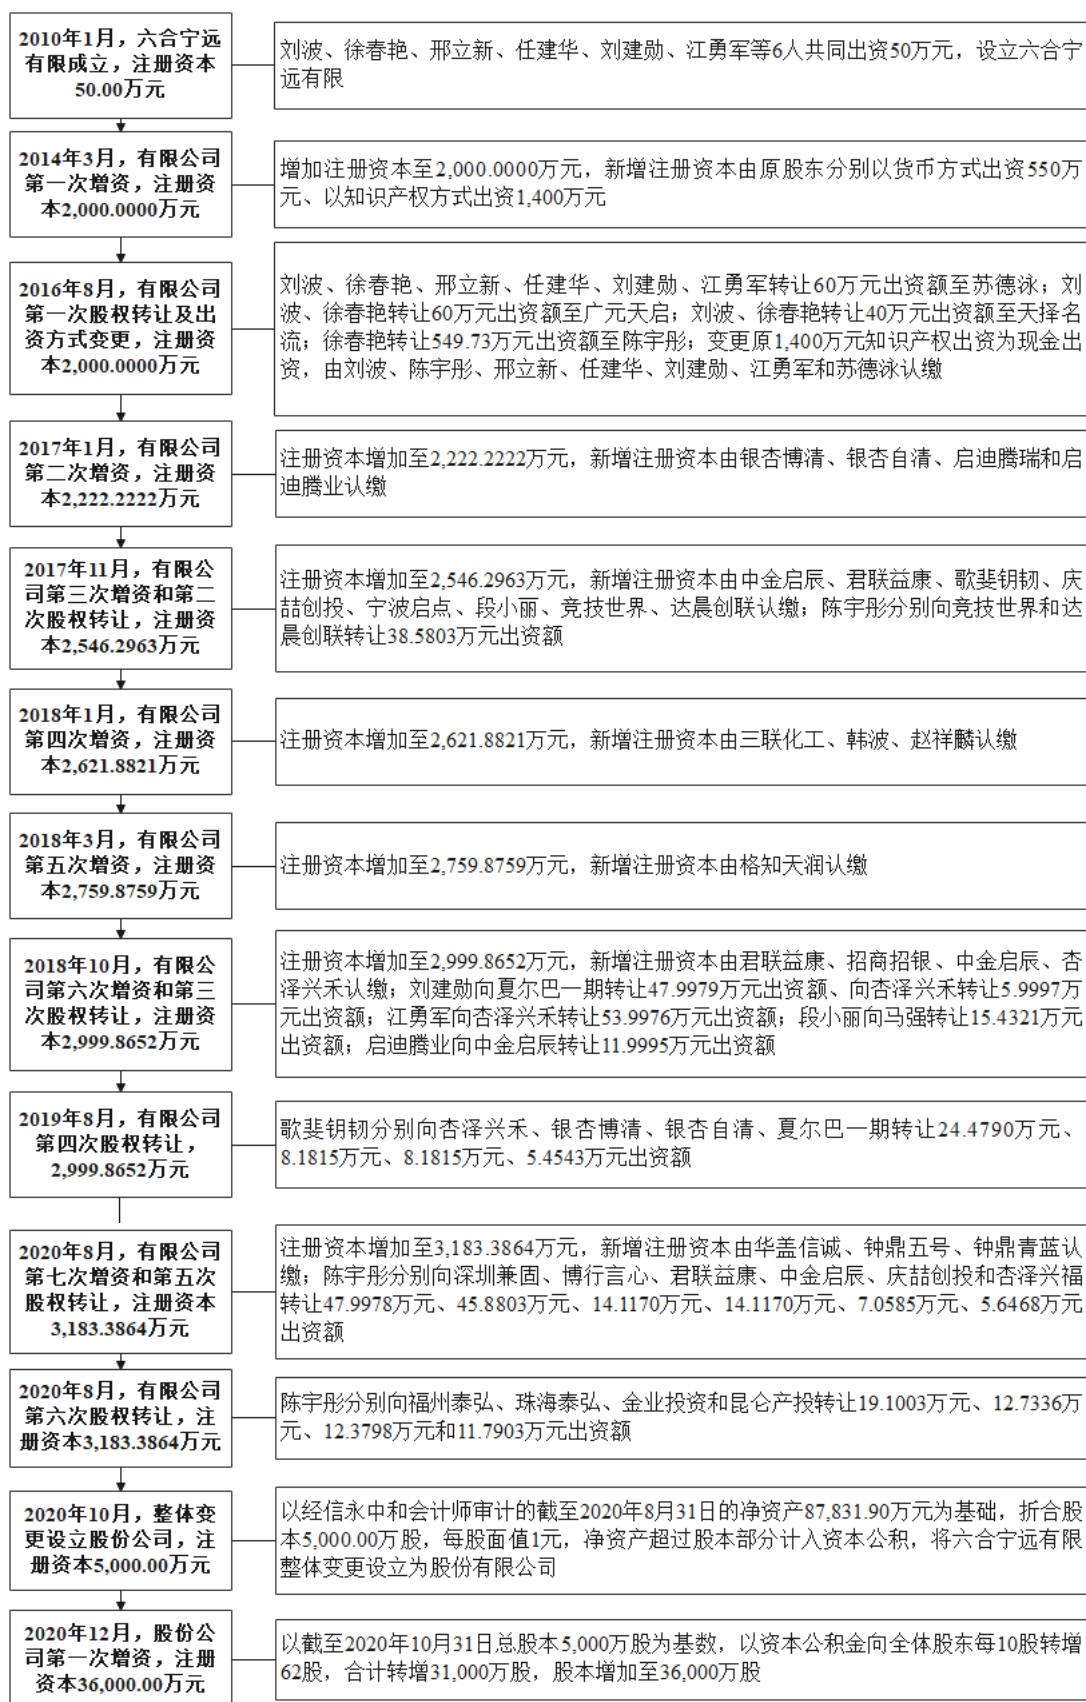 2010年1月，六合宁远
有限成立，注册资本
50.00万元
刘波、徐春艳、邢立新、任建华、刘建勋、江勇军等6人共同出资50万元，设立六合宁
远有限
2014年3月，有限公司
第一次增资，注册资
本2,000.0000万元
增加注册资本至2,000.0000万元，新增注册资本由原股东分别以货币方式出资550万
元、以知识产权方式出资1,400万元
2016年8月，有限公司
第一次股权转让及出
资方式变更，注册资
本2,000.0000万元
刘波、徐春艳、邢立新、任建华、刘建勋、江勇军转让60万元出资额至苏德泳；刘
波、徐春艳转让60万元出资额至广元天启；刘波、徐春艳转让40万元出资额至天择名
流；徐春艳转让549.73万元出资额至陈宇彤；变更原1,400万元知识产权出资为现金出
资，由刘波、陈宇彤、邢立新、任建华、刘建勋、江勇军和苏德泳认缴
2017年1月，有限公司
第二次增资，注册资
本2,222.2222万元
注册资本增加至2,222.2222万元，新增注册资本由银杏博清、银杏自清、启迪腾瑞和启
迪腾业认缴
2017年11月，有限公
司第三次增资和第二
次股权转让，注册资
本2,546.2963万元
注册资本增加至2,546.2963万元，新增注册资本由中金启辰、君联益康、歌斐钥韧、庆
喆创投、宁波启点、段小丽、竞技世界、达晨创联认缴；陈宇彤分别向竞技世界和达
晨创联转让38.5803万元出资额
2018年1月，有限公司
第四次增资，注册资
本2,621.8821万元
注册资本增加至2,621.8821万元，新增注册资本由三联化工、韩波、赵祥麟认缴
2018年3月，有限公司
第五次增资，注册资
本2,759.8759万元
注册资本增加至2,759.8759万元，新增注册资本由格知天润认缴
2018年10月，有限公
司第六次增资和第三
次股权转让，注册资
本2,999.8652万元
注册资本增加至2,999.8652万元，新增注册资本由君联益康、招商招银、中金启辰、杏
泽兴禾认缴；刘建勋向夏尔巴一期转让47.9979万元出资额、向杏泽兴禾转让5.9997万
元出资额；江勇军向杏泽兴禾转让53.9976万元出资额；段小丽向马强转让15.4321万元
出资额；启迪腾业向中金启辰转让11.9995万元出资额
2019年8月，有限公司
第四次股权转让，
2,999.8652万元
歌斐钥韧分别向杏泽兴禾、银杏博清、银杏自清、夏尔巴一期转让24.4790万元、
8.1815万元、8.1815万元、5.4543万元出资额
2020年8月，有限公司
第七次增资和第五次
股权转让，注册资本
3,183.3864万元
注册资本增加至3,183.3864万元，新增注册资本由华盖信诚、钟鼎五号、钟鼎青蓝认
缴；陈宇彤分别向深圳兼固、博行言心、君联益康、中金启辰、庆喆创投和杏泽兴福
转让47.9978万元、45.8803万元、14.1170万元、14.1170万元、7.0585万元、5.6468万元
出资额
2020年8月，有限公司
第六次股权转让，注
册资本3,183.3864万元
陈宇彤分别向福州泰弘、珠海泰弘、金业投资和昆仑产投转让19.1003万元、12.7336万
元、12.3798万元和11.7903万元出资额
2020年10月，整体变
更设立股份公司，注
册资本5,000.00万元
以经信永中和会计师审计的截至2020年8月31日的净资产87,831.90万元为基础，折合股
本5,000.00万股，每股面值1元，净资产超过股本部分计入资本公积，将六合宁远有限
整体变更设立为股份有限公司
2020年12月，股份公
司第一次增资，注册
资本36,000.00万元
以截至2020年10月31日总股本5,000万股为基数，以资本公积金向全体股东每10股转增
62股，合计转增31,000万股，股本增加至36,000万股